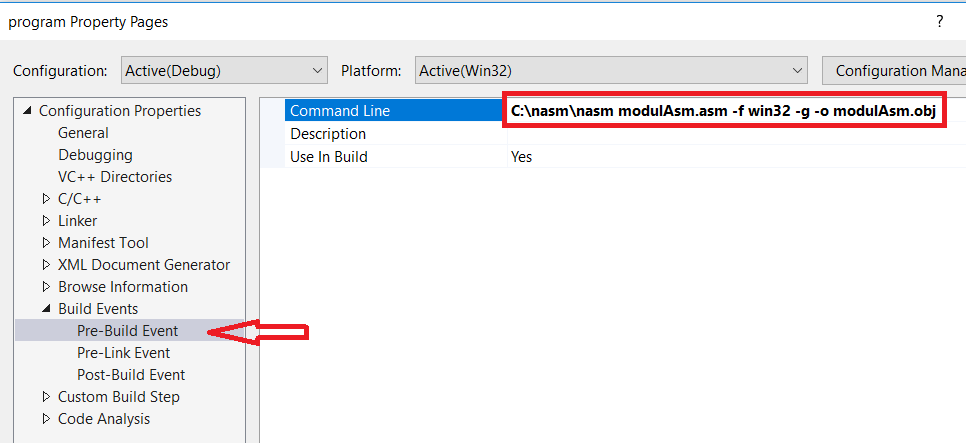 program Property Pages ?
Configuration: Active(Debug) Platform: Active(Win32) Configuration Mana
Configuration Properties
General
Debugging
VC++ Directories
C/C++
Linker
Manifest Tool
XML Document Generator
Browse Information
Build Events
Pre-Build Event
Pre-Link Event
Post-Build Event
Custom Build Step
Code Analysis
Command Line C:\nasm\nasm modulAsm.asm -f win32 -g -o modulAsm.obj
Description
Use In Build Yes